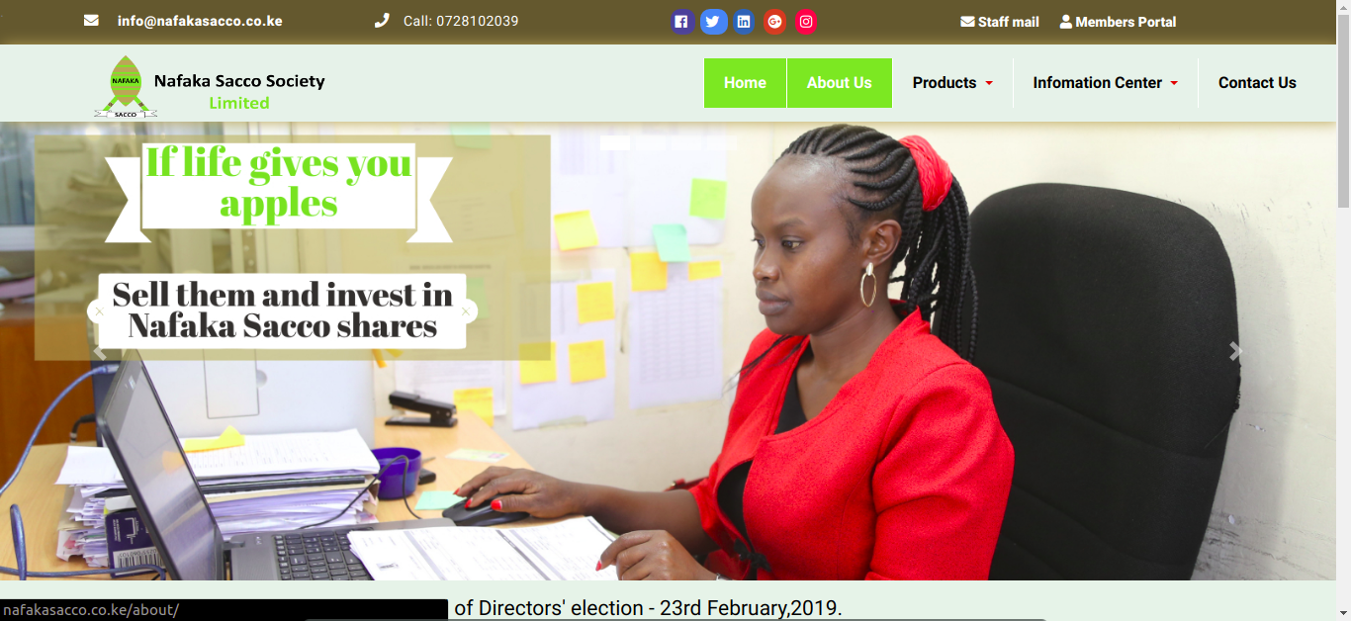 info@nafakasacco.co.ke
Call: 0728102039
Staff mail
Members Portal
NAFAKA
SACCO
Nafaka Sacco Society
Limited
Home
About Us
Products
Infomation Center
Contact Us
If life gives you
apples
Sell them and invest in
Nafaka Sacco shares
nafakasacco.co.ke/about/
of Directors' election - 23rd February,2019.